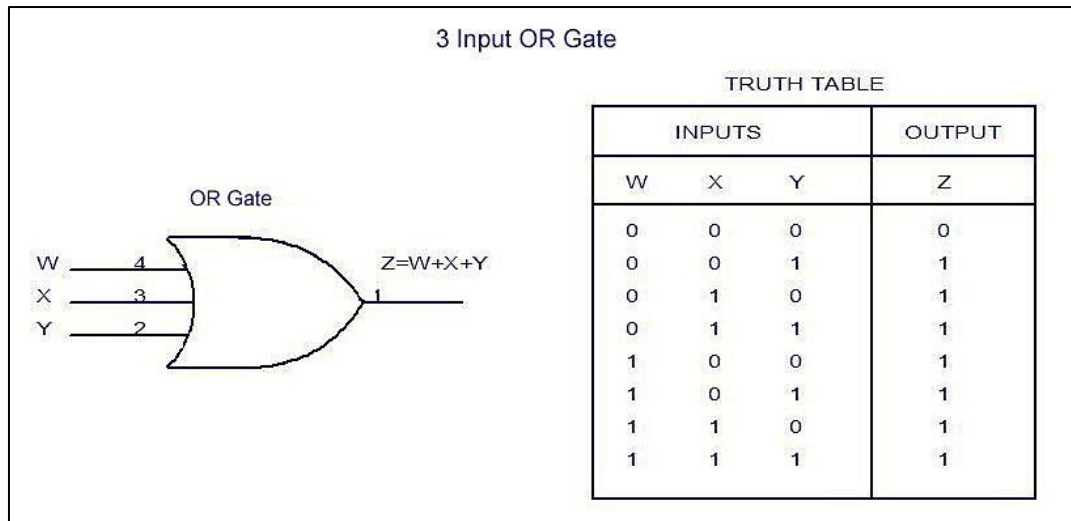 3 Input OR Gate
OR Gate
W 4
X 3
Y 2
Z=W+X+Y
1
TRUTH TABLE
INPUTS OUTPUT
W X Y Z
0 0 0 0
0 0 1 1
0 1 0 1
0 1 1 1
1 0 0 1
1 0 1 1
1 1 0 1
1 1 1 1